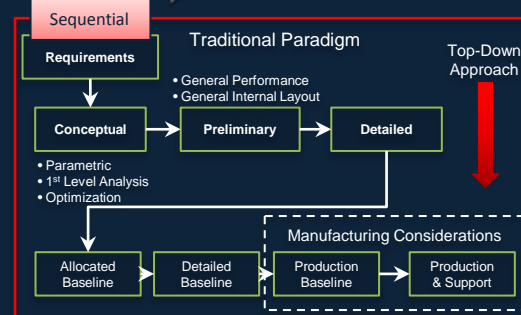 Sequential
Traditional Paradigm
Top-Down
Approach
Requirements
• General Performance
• General Internal Layout
Conceptual
Preliminary
Detailed
• Parametric
• 1st Level Analysis
• Optimization
Manufacturing Considerations
Allocated
Baseline
Detailed
Baseline
Production
Baseline
Production
& Support